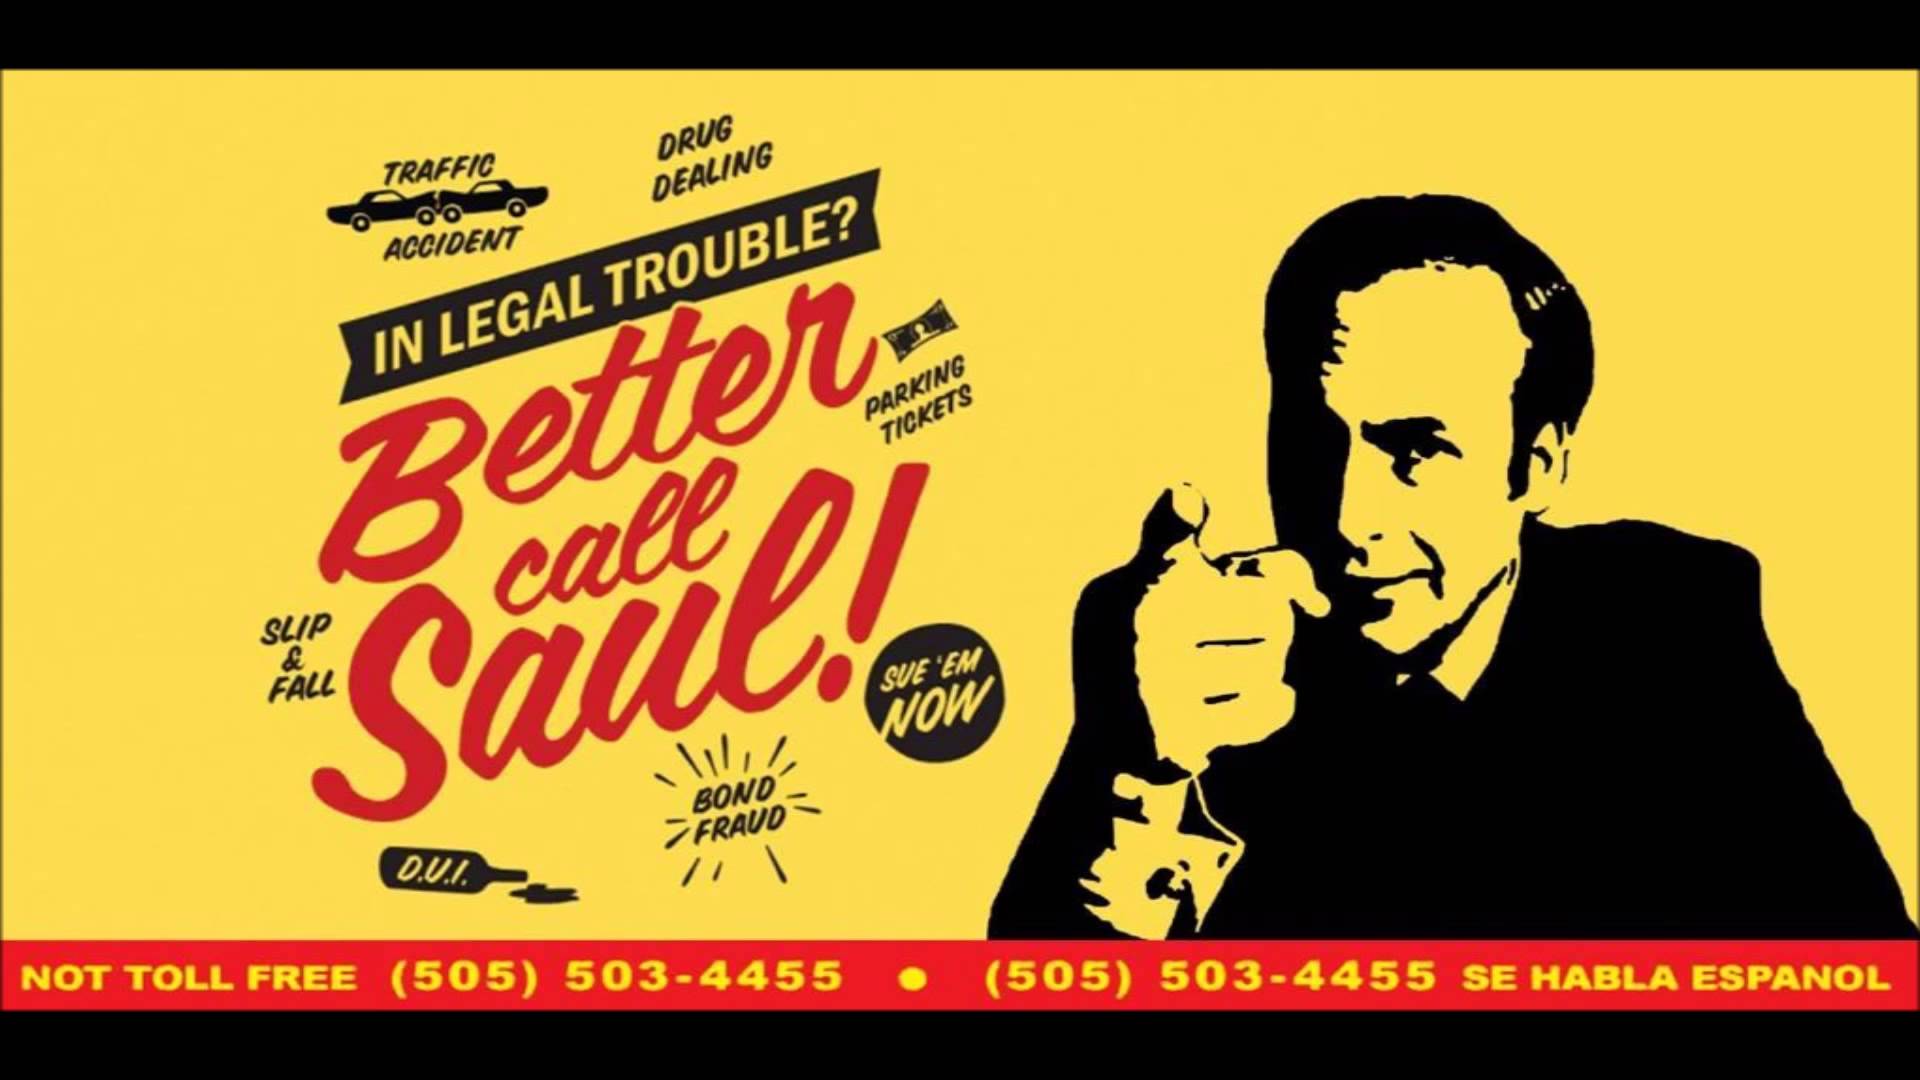 TRAFFIC
ACCIDENT
DRUG
DEALING
IN LEGAL TROUBLE?
Better
call
Saul!
PARKING
TICKETS
SLIP
&
FALL
SUE 'EM
NOW
BOND
FRAUD
D.U.I.
NOT TOLL FREE (505) 503-4455 • (505) 503-4455 SE HABLA ESPANOL